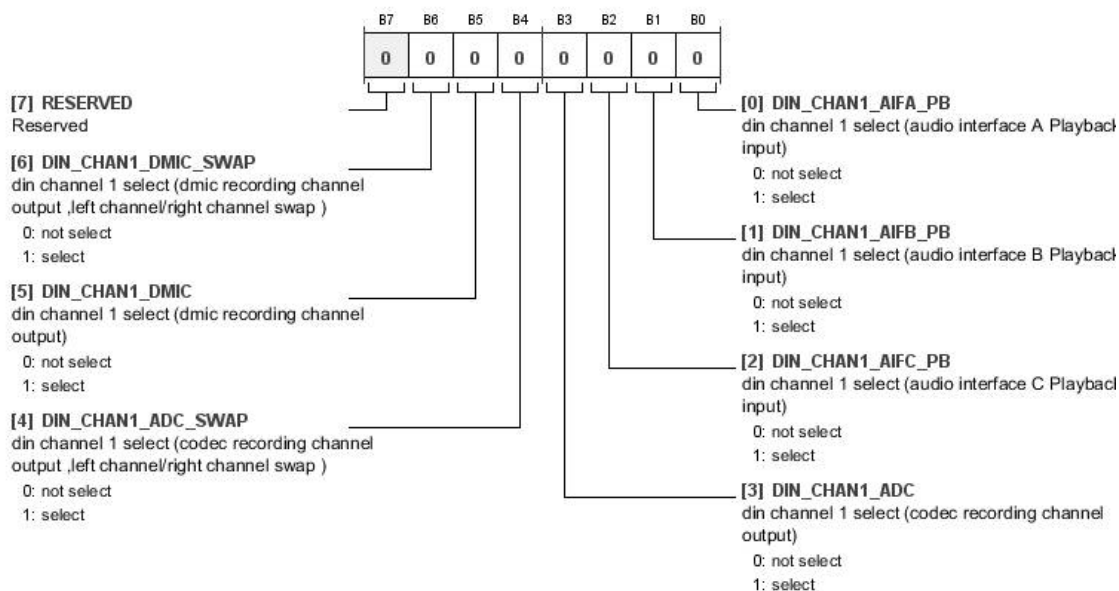 B7 B6 B5 B4 B3 B2 B1 B0
0 0 0 0 0 0 0 0
[7] RESERVED
Reserved
[6] DIN_CHAN1_DMIC_SWAP
din channel 1 select (dmic recording channel
output ,left channel/right channel swap )
0: not select
1: select
[5] DIN_CHAN1_DMIC
din channel 1 select (dmic recording channel
output)
0: not select
1: select
[4] DIN_CHAN1_ADC_SWAP
din channel 1 select (codec recording channel
output ,left channel/right channel swap )
0: not select
1: select
[0] DIN_CHAN1_AIFA_PB
din channel 1 select (audio interface A Playback
input)
0: not select
1: select
[1] DIN_CHAN1_AIFB_PB
din channel 1 select (audio interface B Playback
input)
0: not select
1: select
[2] DIN_CHAN1_AIFC_PB
din channel 1 select (audio interface C Playback
input)
0: not select
1: select
[3] DIN_CHAN1_ADC
din channel 1 select (codec recording channel
output)
0: not select
1: select